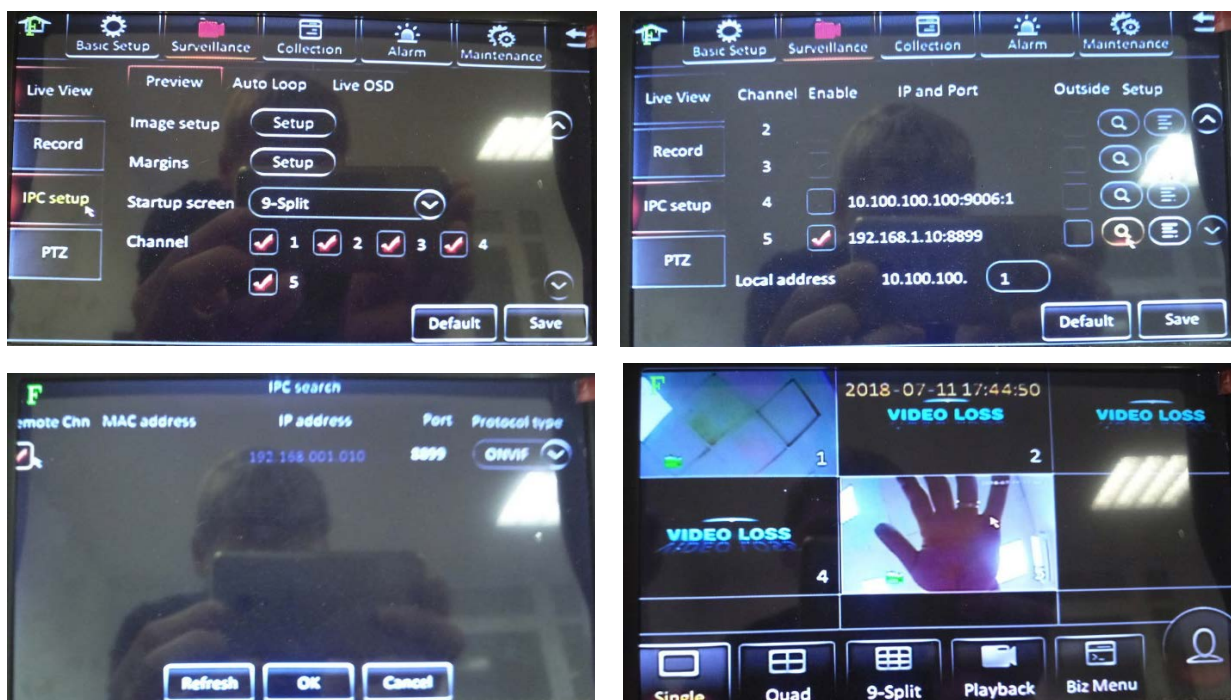 F
Basic Setup Surveillance Collection Alarm Maintenance
Live View
Record
IPC setup
PTZ
Preview Auto Loop Live OSD
Image setup Setup
Margins Setup
Startup screen 9-Split
Channel 1 2 3 4
5
Default Save
F
Basic Setup Surveillance Collection Alarm Maintenance
Live View
Record
IPC setup
PTZ
Channel Enable IP and Port Outside Setup
2
3
4 10.100.100.100:9006:1
5 192.168.1.10:8899
Local address 10.100.100. 1
Default Save
F
IPC search
emote Chn MAC address IP address Port Protocol type
192.168.001.010 8899 ONVIF
Refresh OK Cancel
F
2018-07-11 17:44:50
1
VIDEO LOSS
2
VIDEO LOSS
VIDEO LOSS
4
5
Single Quad 9-Split Playback Biz Menu